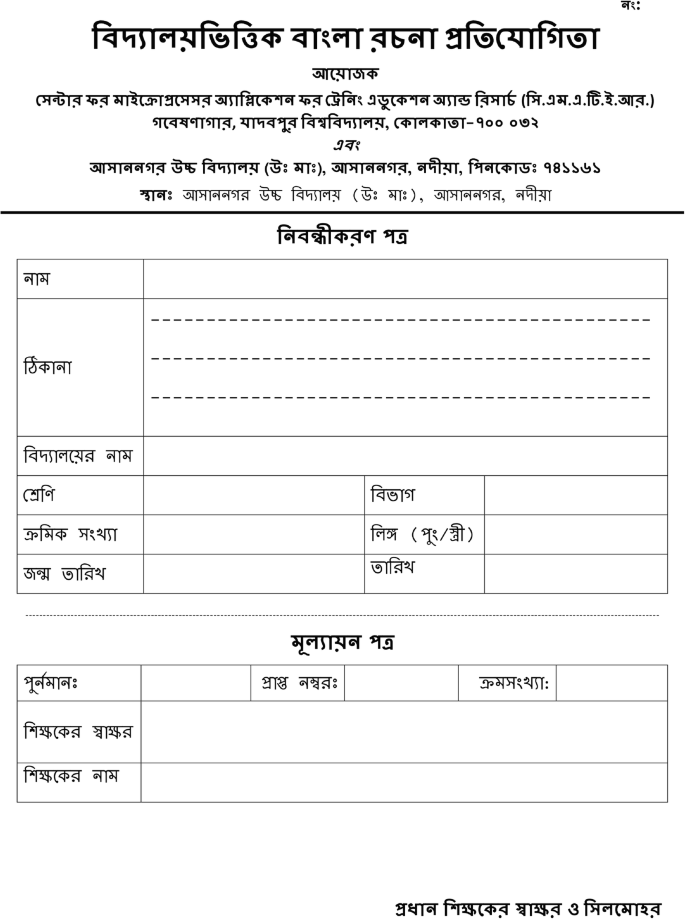 নং:
বিদ্যালয়ভিত্তিক বাংলা রচনা প্রতিযোগিতা
আয়োজক
সেন্টার ফর মাইক্রোপ্রসেসর অ্যাপ্লিকেশন ফর ট্রেনিং এডুকেশন অ্যান্ড রিসার্চ (সি.এম.এ.টি.ই.আর.)
গবেষণাগার, যাদবপুর বিশ্ববিদ্যালয়, কোলকাতা–৭০০ ০৩২
এবং
আসাননগর উচ্চ বিদ্যালয় (উঃ মাঃ), আসাননগর, নদীয়া, পিনকোডঃ ৭৪১১৬১
স্থানঃ আসাননগর উচ্চ বিদ্যালয় (উঃ মাঃ), আসাননগর, নদীয়া
নিবন্ধীকরণ পত্র
নাম
ঠিকানা
বিদ্যালয়ের নাম
শ্রেণি বিভাগ
ক্রমিক সংখ্যা লিঙ্গ (পুং/স্ত্রী)
জন্ম তারিখ তারিখ
মূল্যায়ন পত্র
পুর্নমানঃ প্রাপ্ত নম্বরঃ ক্রমসংখ্যা:
শিক্ষকের স্বাক্ষর
শিক্ষকের নাম
প্রধান শিক্ষকের স্বাক্ষর ও সিলমোহর